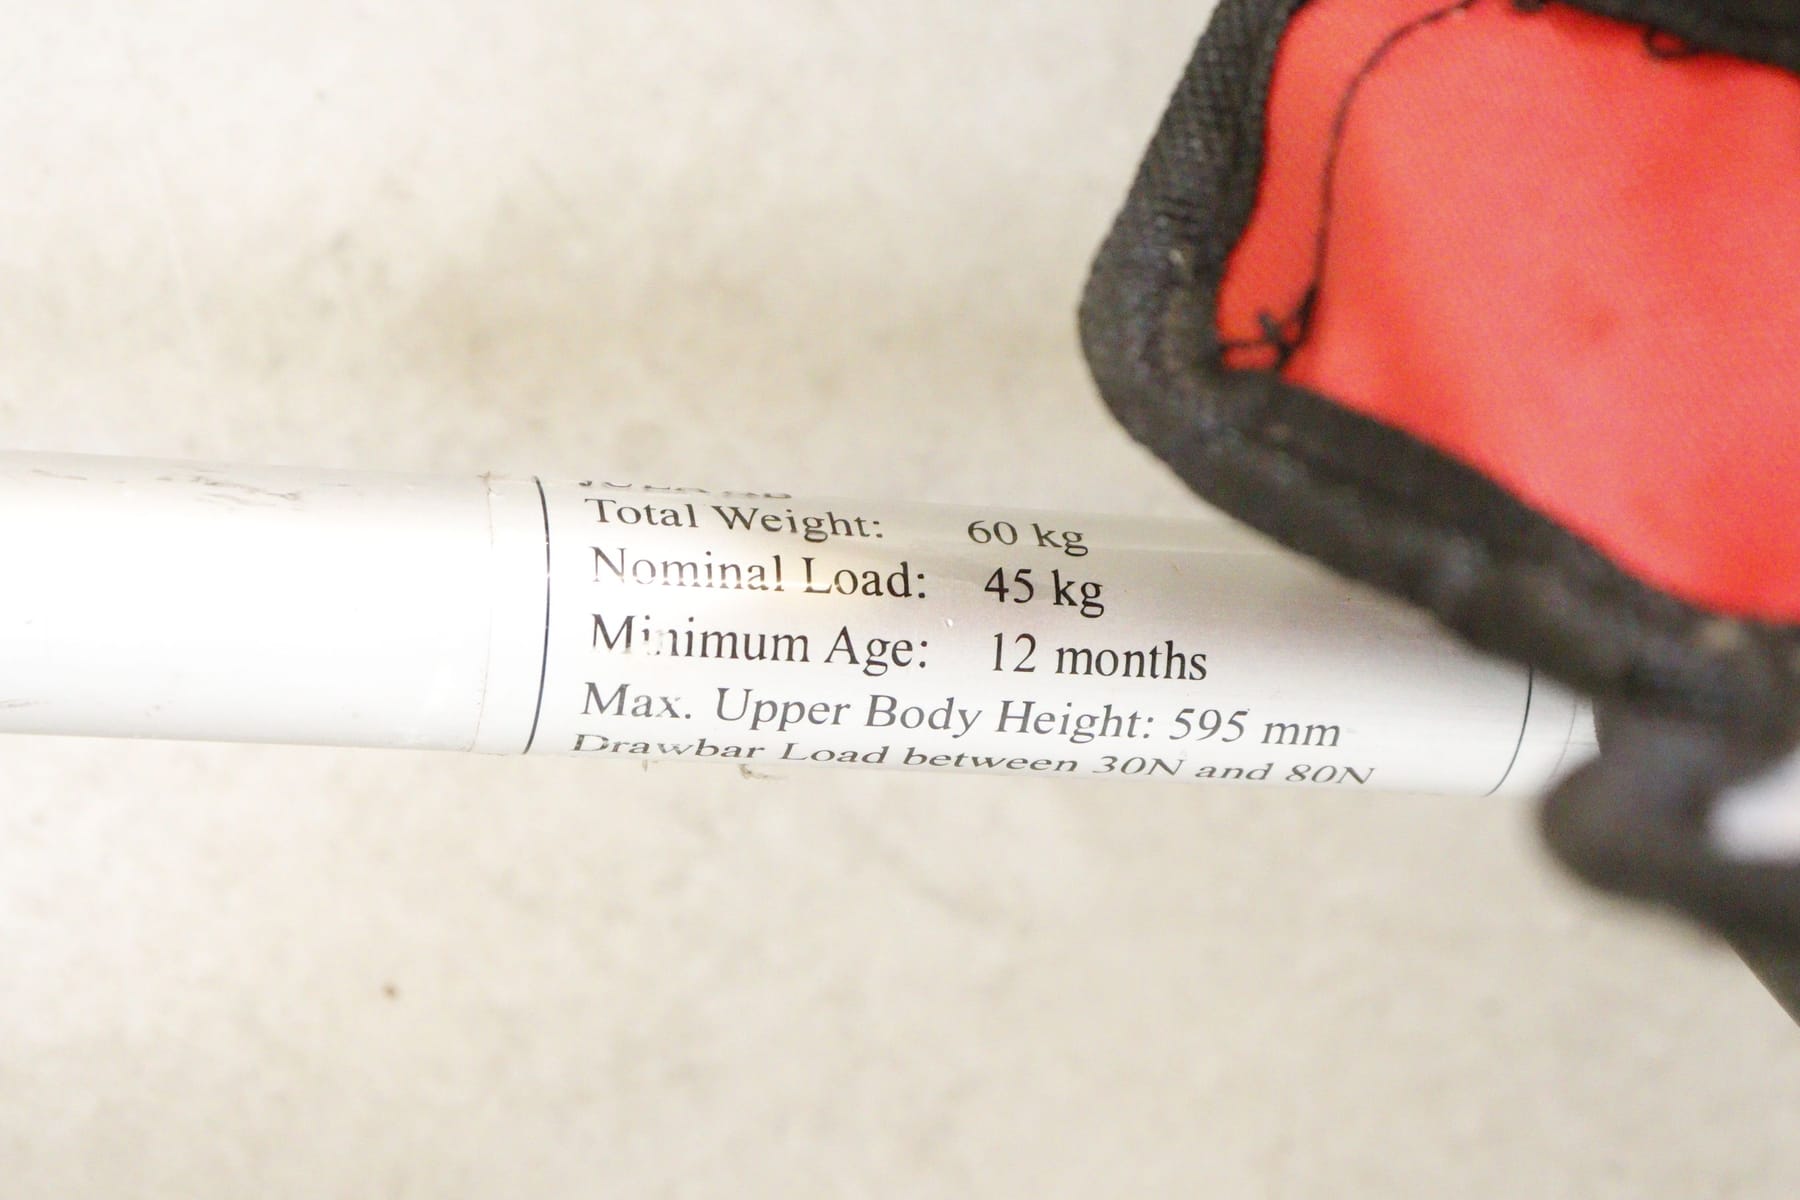 Total Weight: 60 kg
Nominal Load: 45 kg
Minimum Age: 12 months
Max. Upper Body Height: 595 mm
Drawbar Load between 30N and 80N